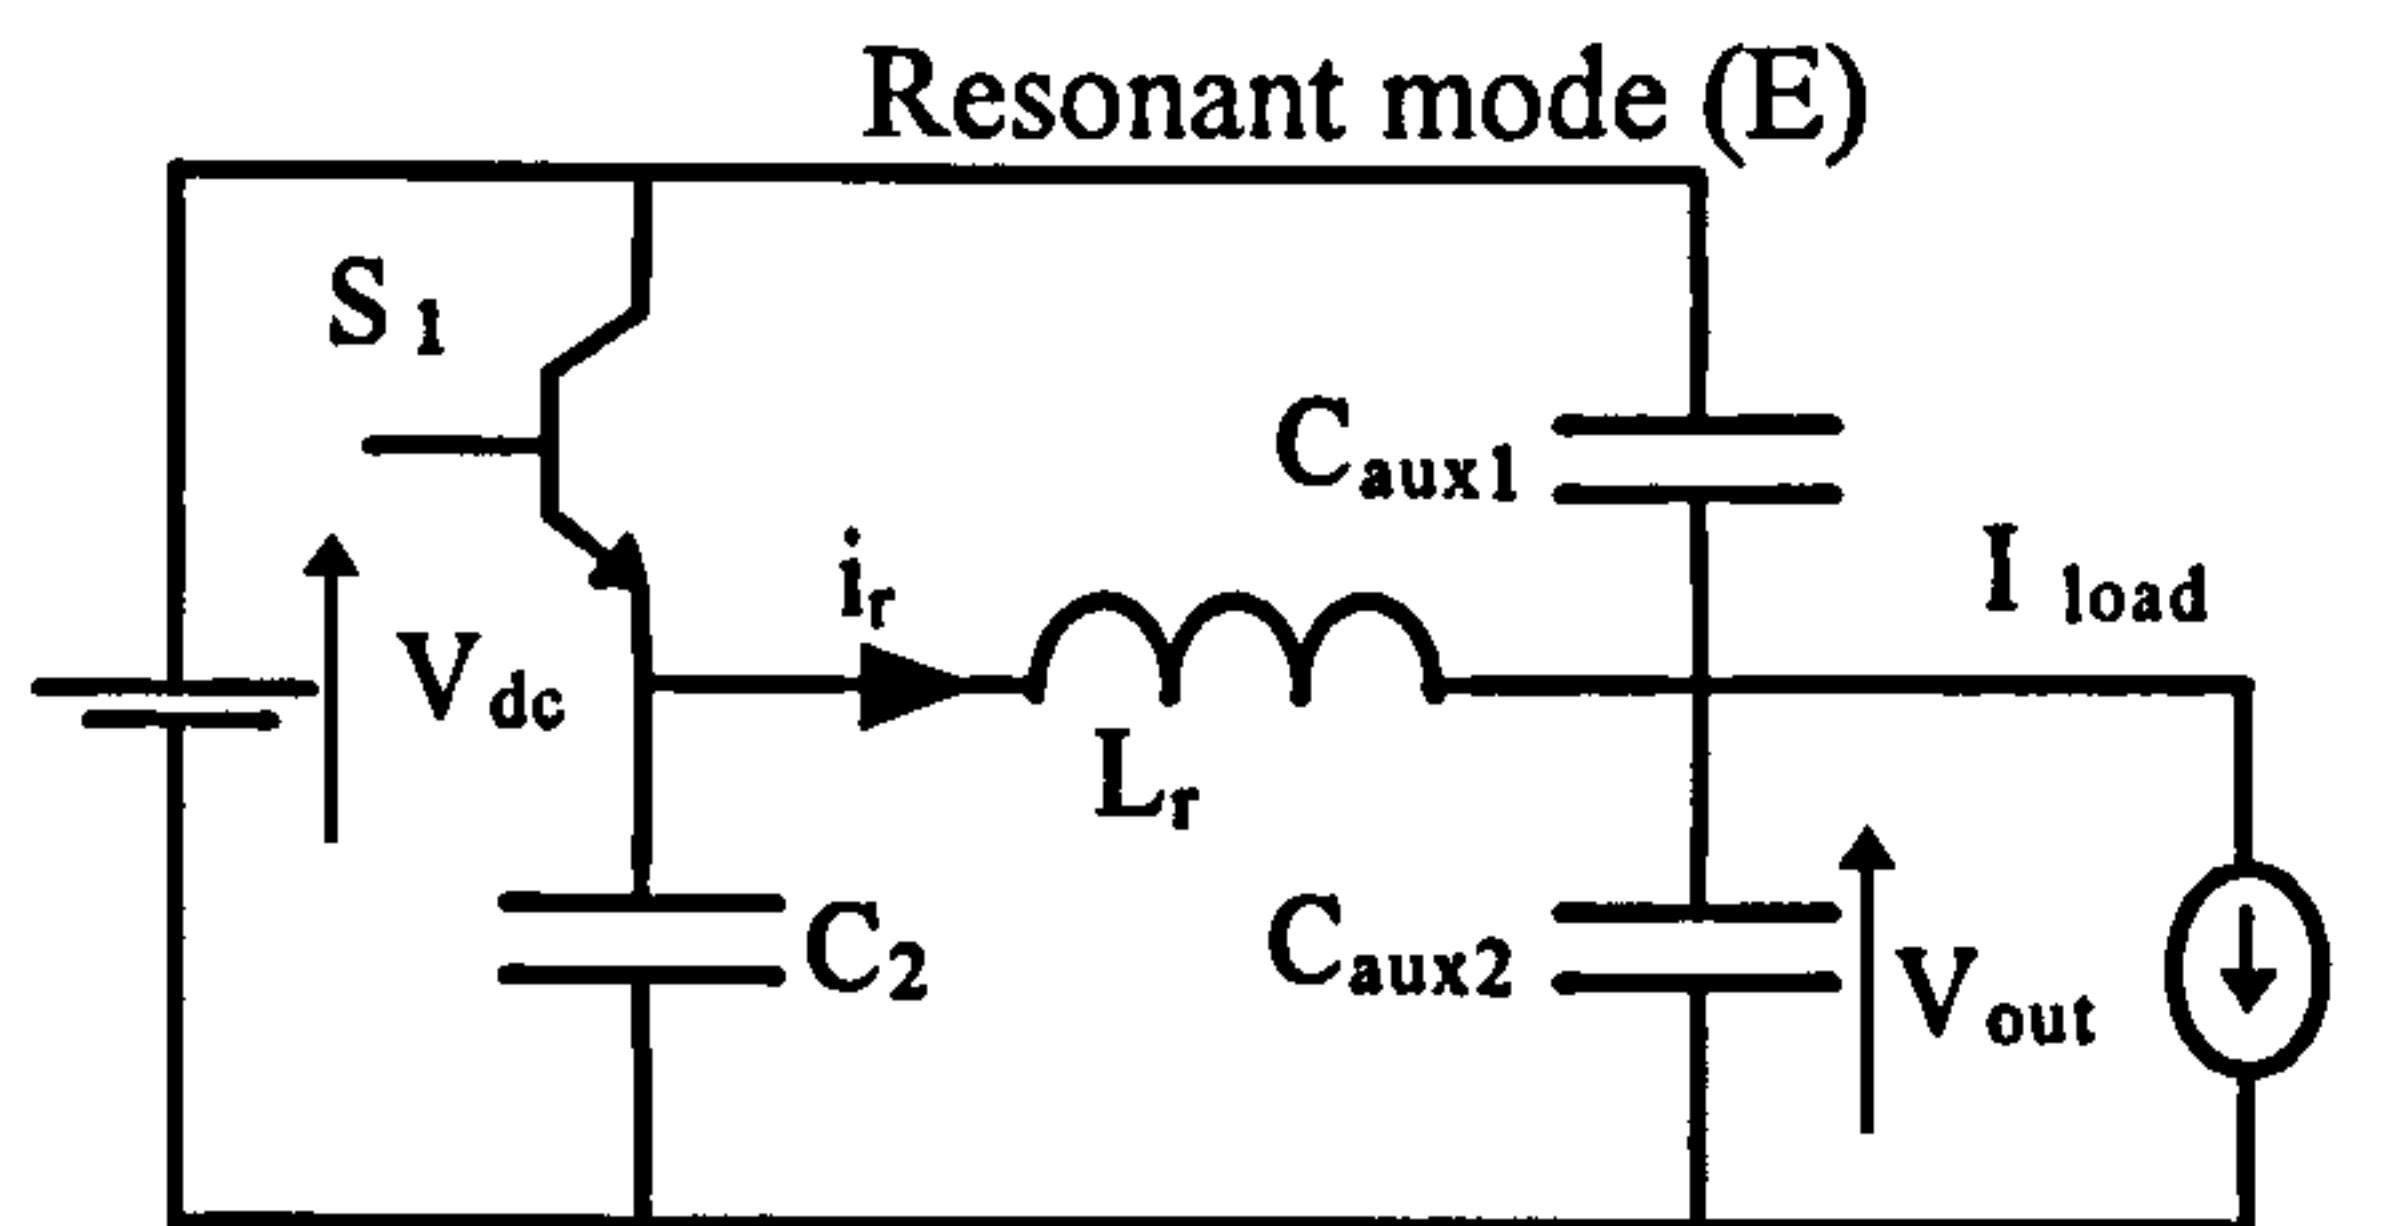 Resonant mode (E)
S1
Caux1
ir
Iload
Vdc
Lr
C2
Caux2
Vout